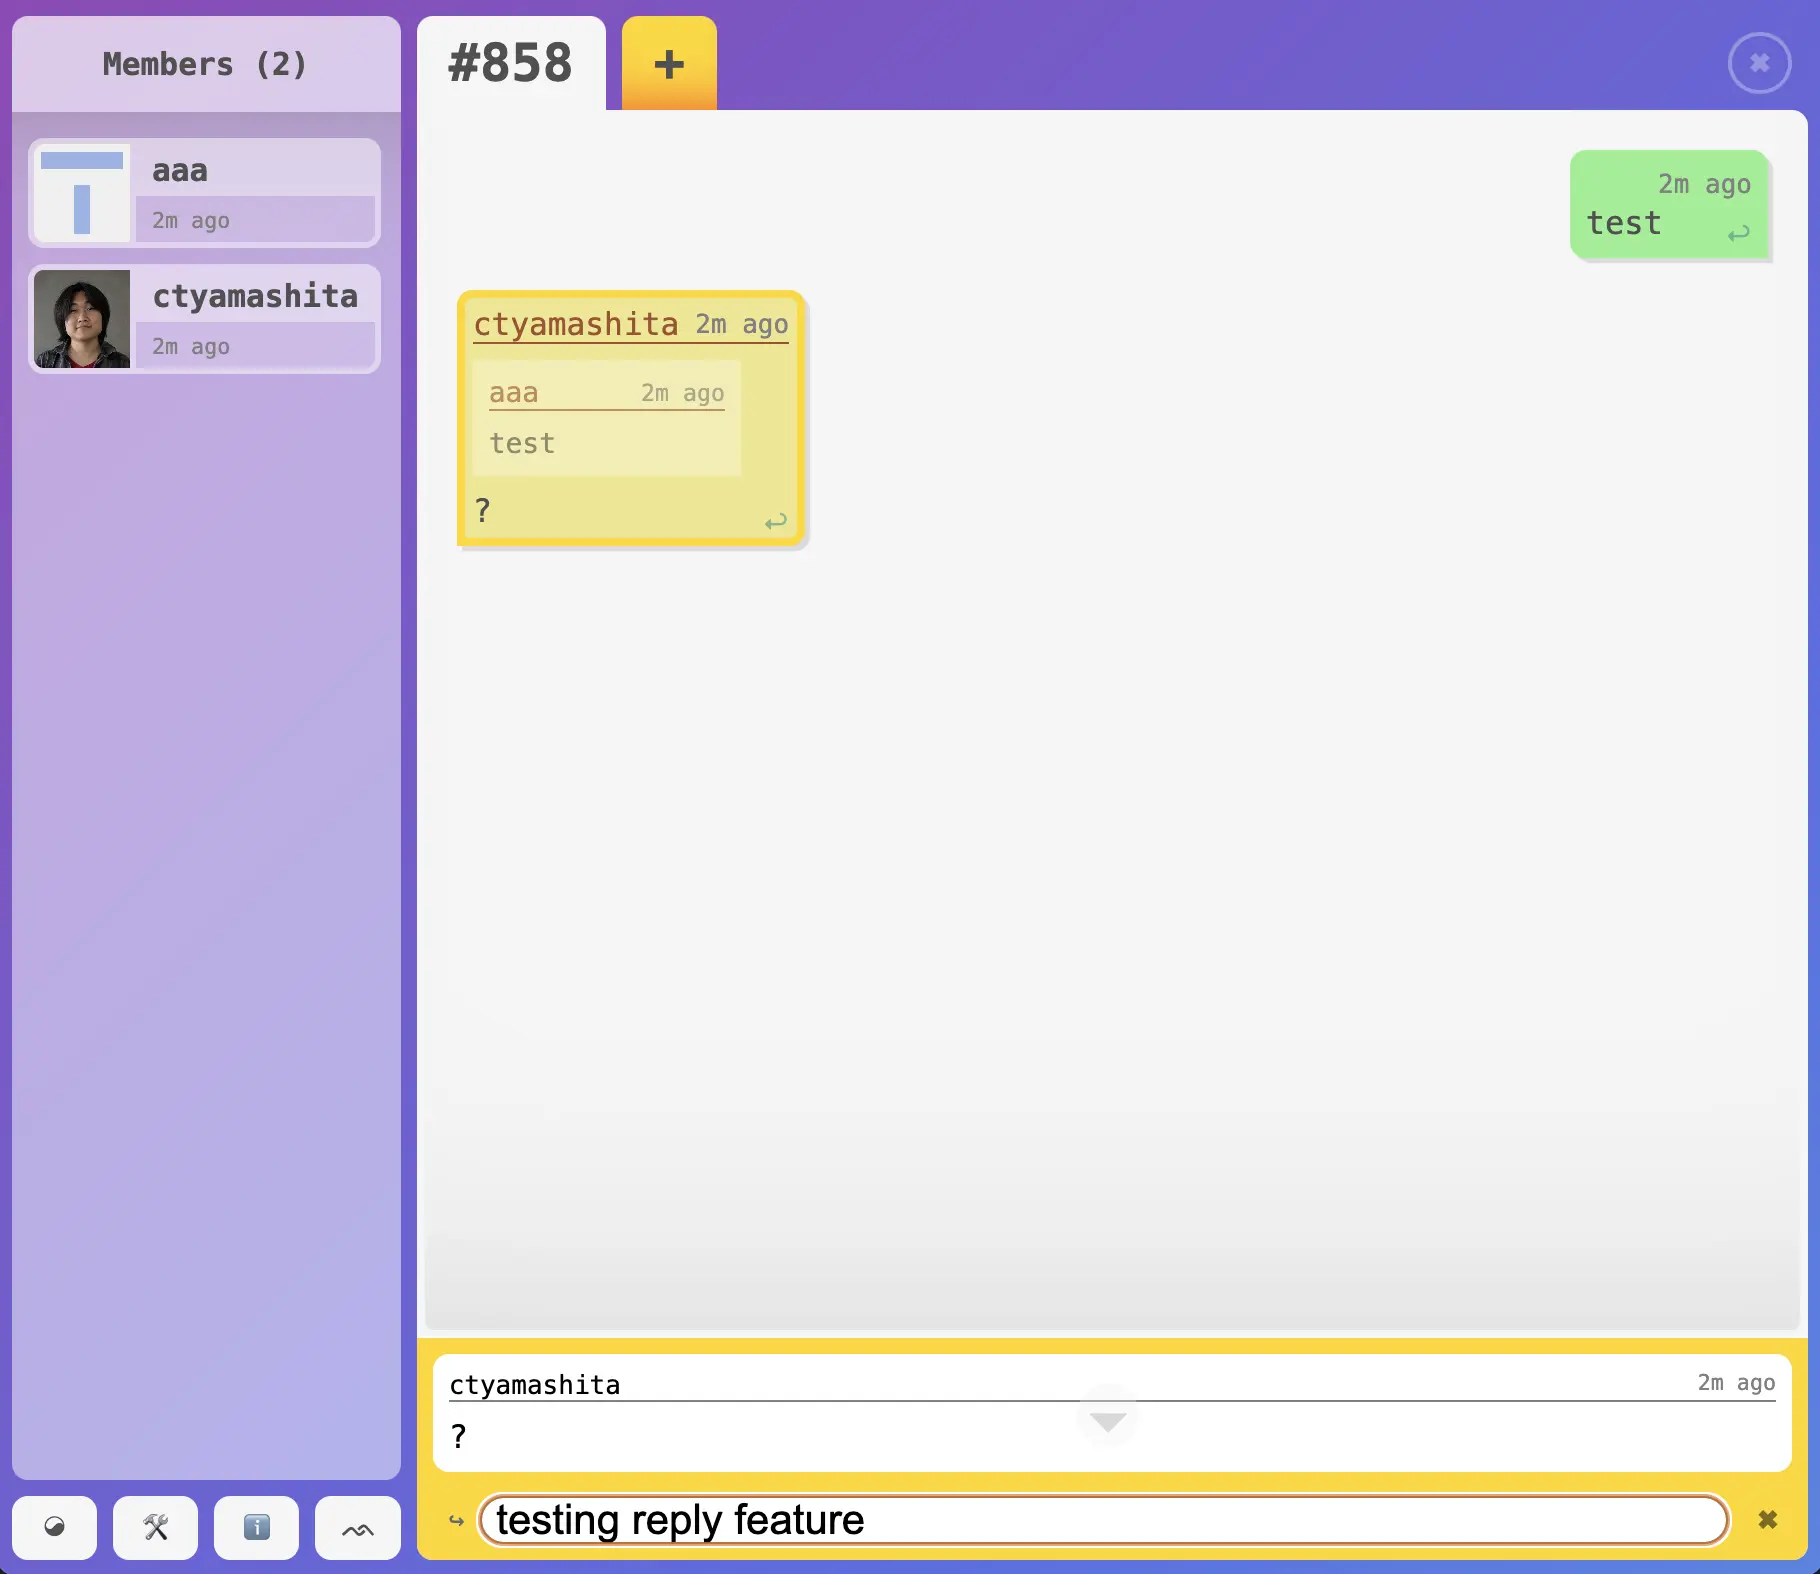 Members (2)
aaa
2m ago
ctyamashita
2m ago
#858
+
2m ago
test
ctyamashita 2m ago
aaa 2m ago
test
?
ctyamashita 2m ago
?
testing reply feature